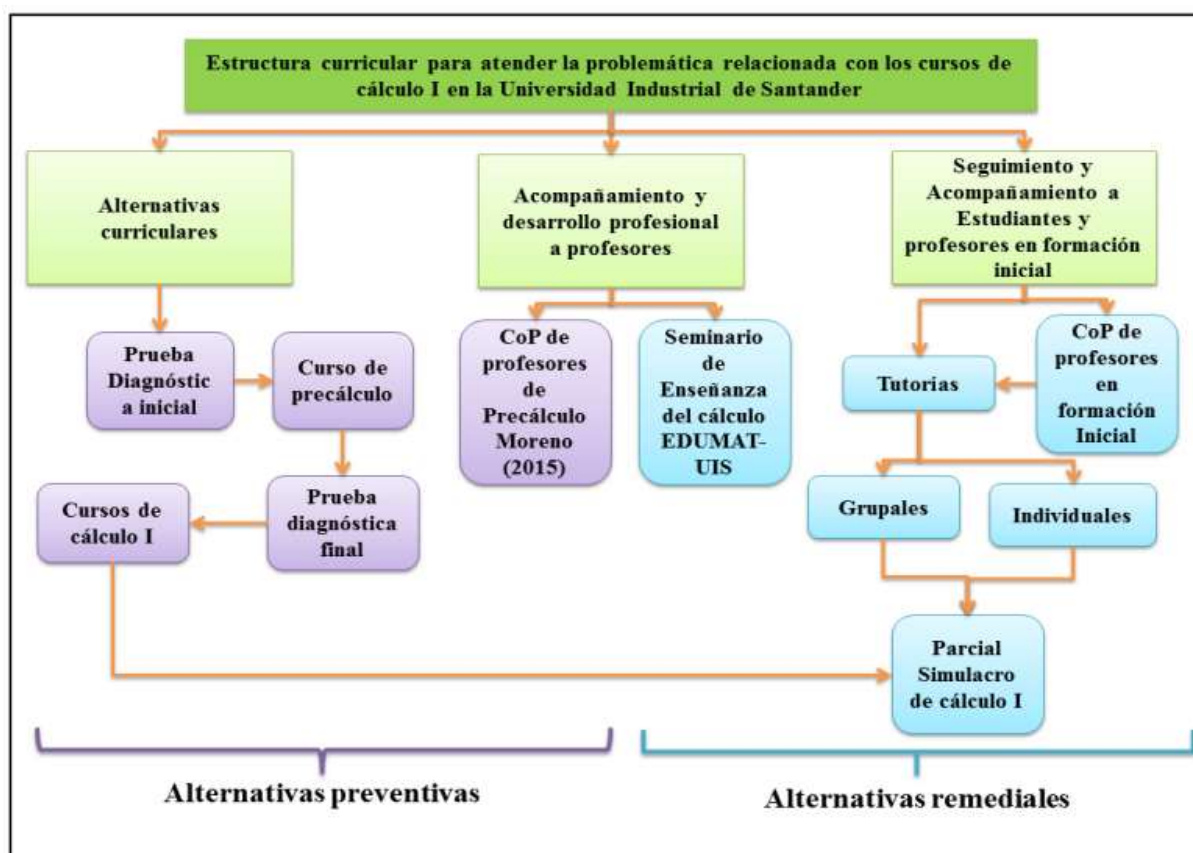 Estructura curricular para atender la problemática relacionada con los cursos de
cálculo I en la Universidad Industrial de Santander
Alternativas
curriculares
Acompañamiento y
desarrollo profesional
a profesores
Seguimiento y
Acompañamiento a
Estudiantes y
profesores en formación
inicial
Prueba
Diagnóstic
a inicial
Curso de
precálculo
CoP de
profesores
de
Precálculo
Moreno
(2015)
Seminario
de
Enseñanza
del cálculo
EDUMAT-
UIS
Tutorías
CoP de
profesores
en
formación
Inicial
Cursos de
cálculo I
Prueba
diagnóstica
final
Grupales
Individuales
Parcial
Simulacro
de cálculo I
Alternativas preventivas
Alternativas remediales